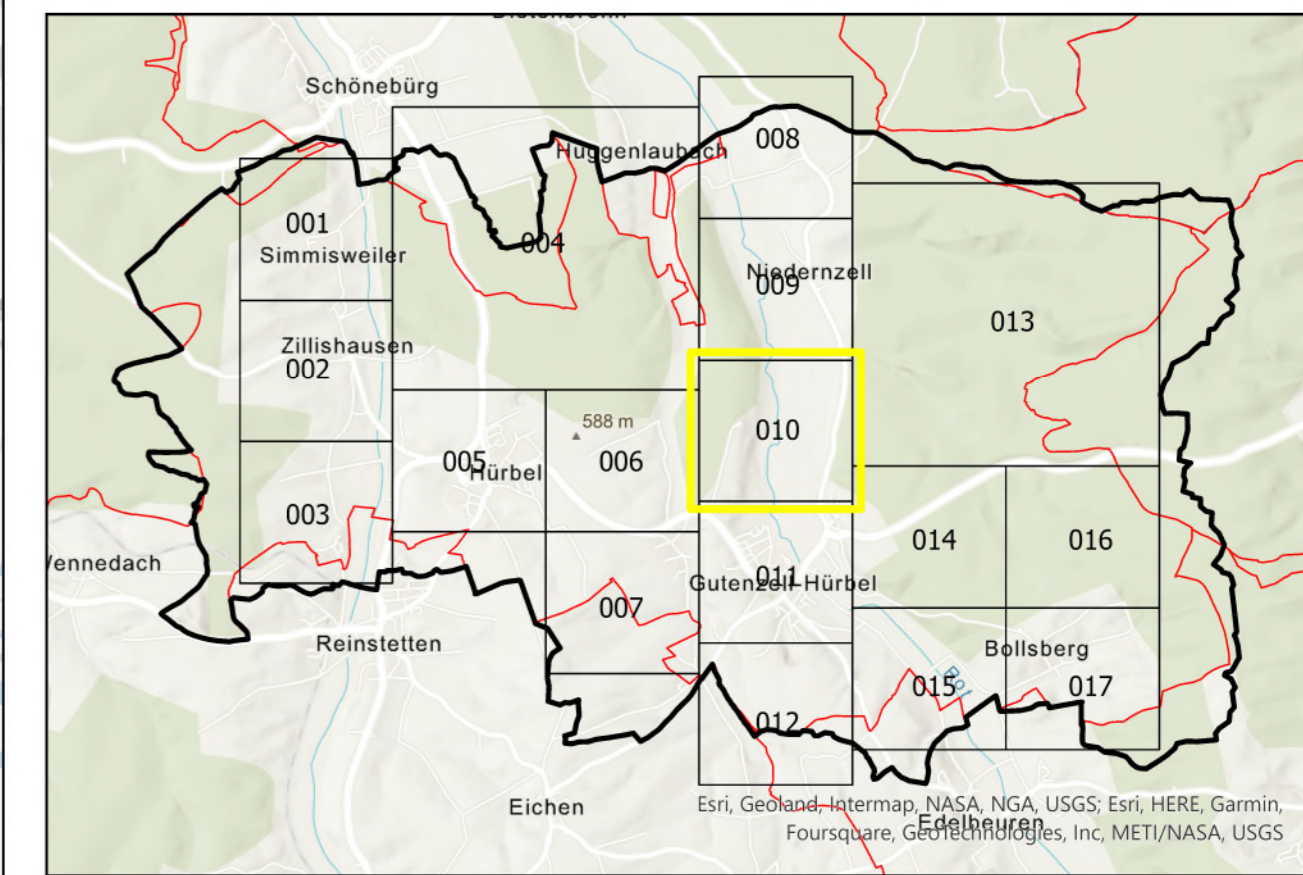 Schönebürg
008
Huggenlaubach
001
004
Simmisweiler
Niedernzell
009
013
Zillishausen
002
588 m
010
005
006
Hürbel
003
014
016
Gutenzell-Hürbel
011
007
Reinstetten
Bollsberg
Rot
015
017
012
Eichen
Esri, Geoland, Intermap, NASA, NGA, USGS; Esri, HERE, Garmin,
Edelbeuren
Foursquare, GeoTechnologies, Inc, METI/NASA, USGS